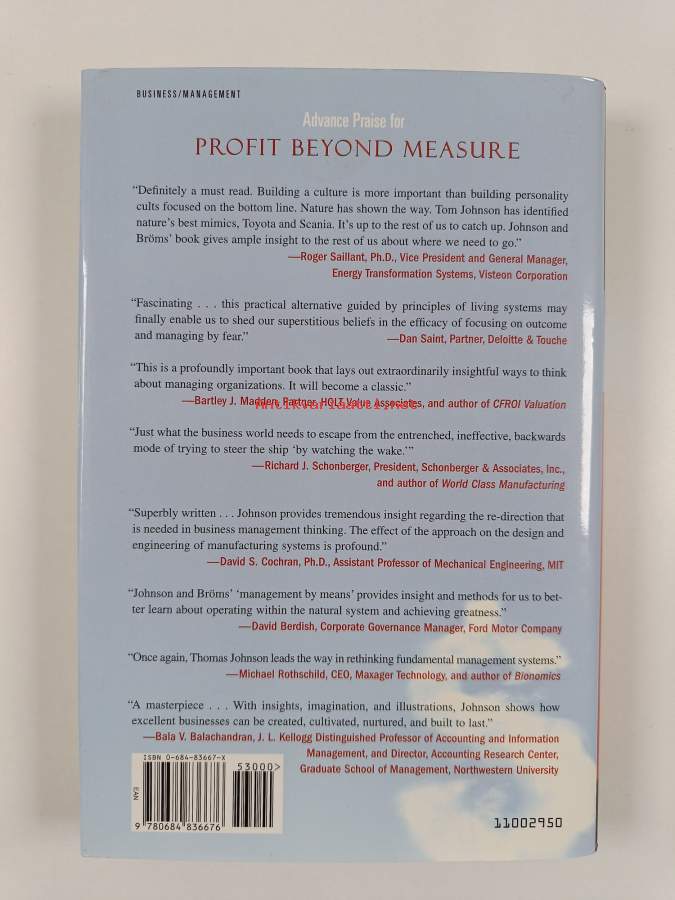 BUSINESS/MANAGEMENT
Advance Praise for
PROFIT BEYOND MEASURE
“Definitely a must read. Building a culture is more important than building personality
cults focused on the bottom line. Nature has shown the way. Tom Johnson has identified
nature’s best mimics, Toyota and Scania. It’s up to the rest of us to catch up. Johnson and
Bröms’ book gives ample insight to the rest of us about where we need to go.”
—Roger Saillant, Ph.D., Vice President and General Manager,
Energy Transformation Systems, Visteon Corporation
“Fascinating . . . this practical alternative guided by principles of living systems may
finally enable us to shed our superstitious beliefs in the efficacy of focusing on outcome
and managing by fear.” —Dan Saint, Partner, Deloitte & Touche
“This is a profoundly important book that lays out extraordinarily insightful ways to think
about managing organizations. It will become a classic.”
—Bartley J. Madden, Partner, HOLT Value Associates, and author of CFROI Valuation
“Just what the business world needs to escape from the entrenched, ineffective, backwards
mode of trying to steer the ship ‘by watching the wake.’”
—Richard J. Schonberger, President, Schonberger & Associates, Inc.,
and author of World Class Manufacturing
“Superbly written . . . Johnson provides tremendous insight regarding the re-direction that
is needed in business management thinking. The effect of the approach on the design and
engineering of manufacturing systems is profound.”
—David S. Cochran, Ph.D., Assistant Professor of Mechanical Engineering, MIT
“Johnson and Bröms’ ‘management by means’ provides insight and methods for us to bet-
ter learn about operating within the natural system and achieving greatness.”
—David Berdish, Corporate Governance Manager, Ford Motor Company
“Once again, Thomas Johnson leads the way in rethinking fundamental management systems.”
—Michael Rothschild, CEO, Maxager Technology, and author of Bionomics
“A masterpiece . . . With insights, imagination, and illustrations, Johnson shows how
excellent businesses can be created, cultivated, nurtured, and built to last.”
—Bala V. Balachandran, J. L. Kellogg Distinguished Professor of Accounting and Information
Management, and Director, Accounting Research Center,
Graduate School of Management, Northwestern University
ISBN 0-684-83667-X
53000>
EAN
9 780684 836676
11002950